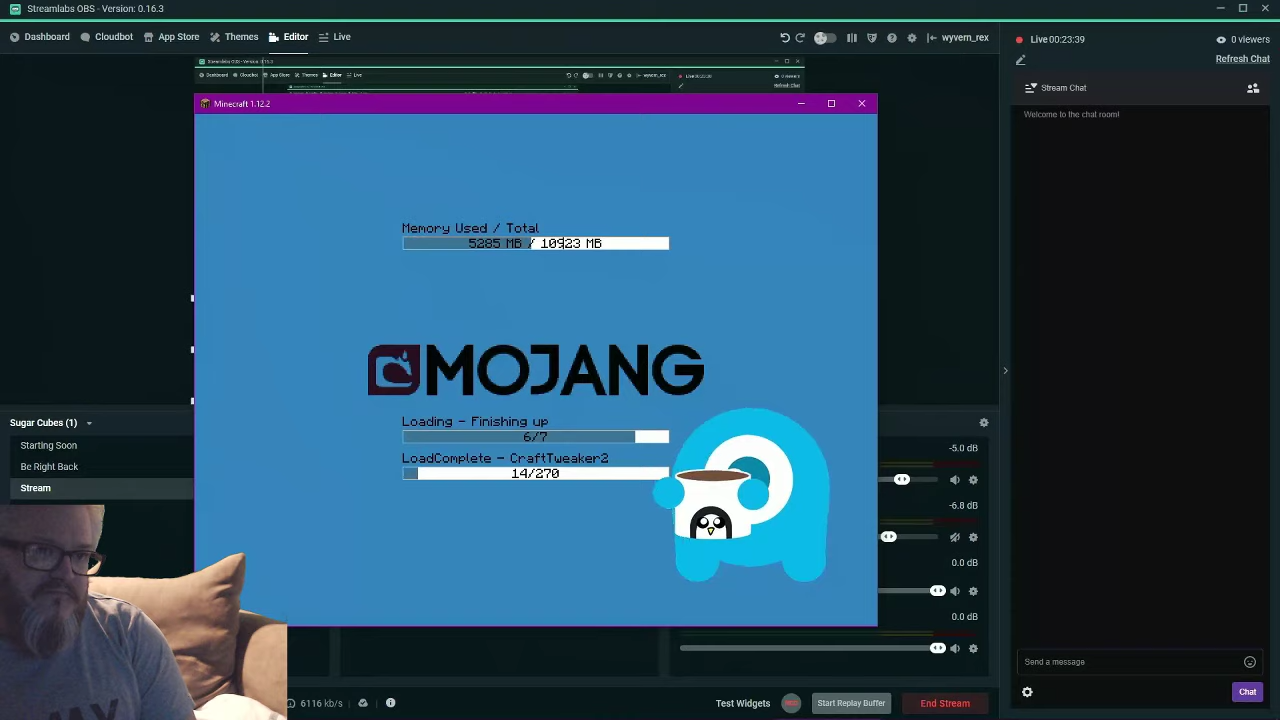 Streamlabs OBS - Version: 0.16.3
Dashboard Cloudbot App Store Themes Editor Live
wyvern_rex
Live 00:23:39 0 viewers
Refresh Chat
Stream Chat
Welcome to the chat room!
Minecraft 1.12.2
Memory Used / Total
5285 MB / 10923 MB
MOJANG
Loading - Finishing up
6/7
LoadComplete - CraftTweaker2
14/270
Sugar Cubes (1)
Starting Soon
Be Right Back
Stream
-5.0 dB
-6.8 dB
0.0 dB
0.0 dB
Send a message
Chat
6116 kb/s
Test Widgets
REC
Start Replay Buffer
End Stream